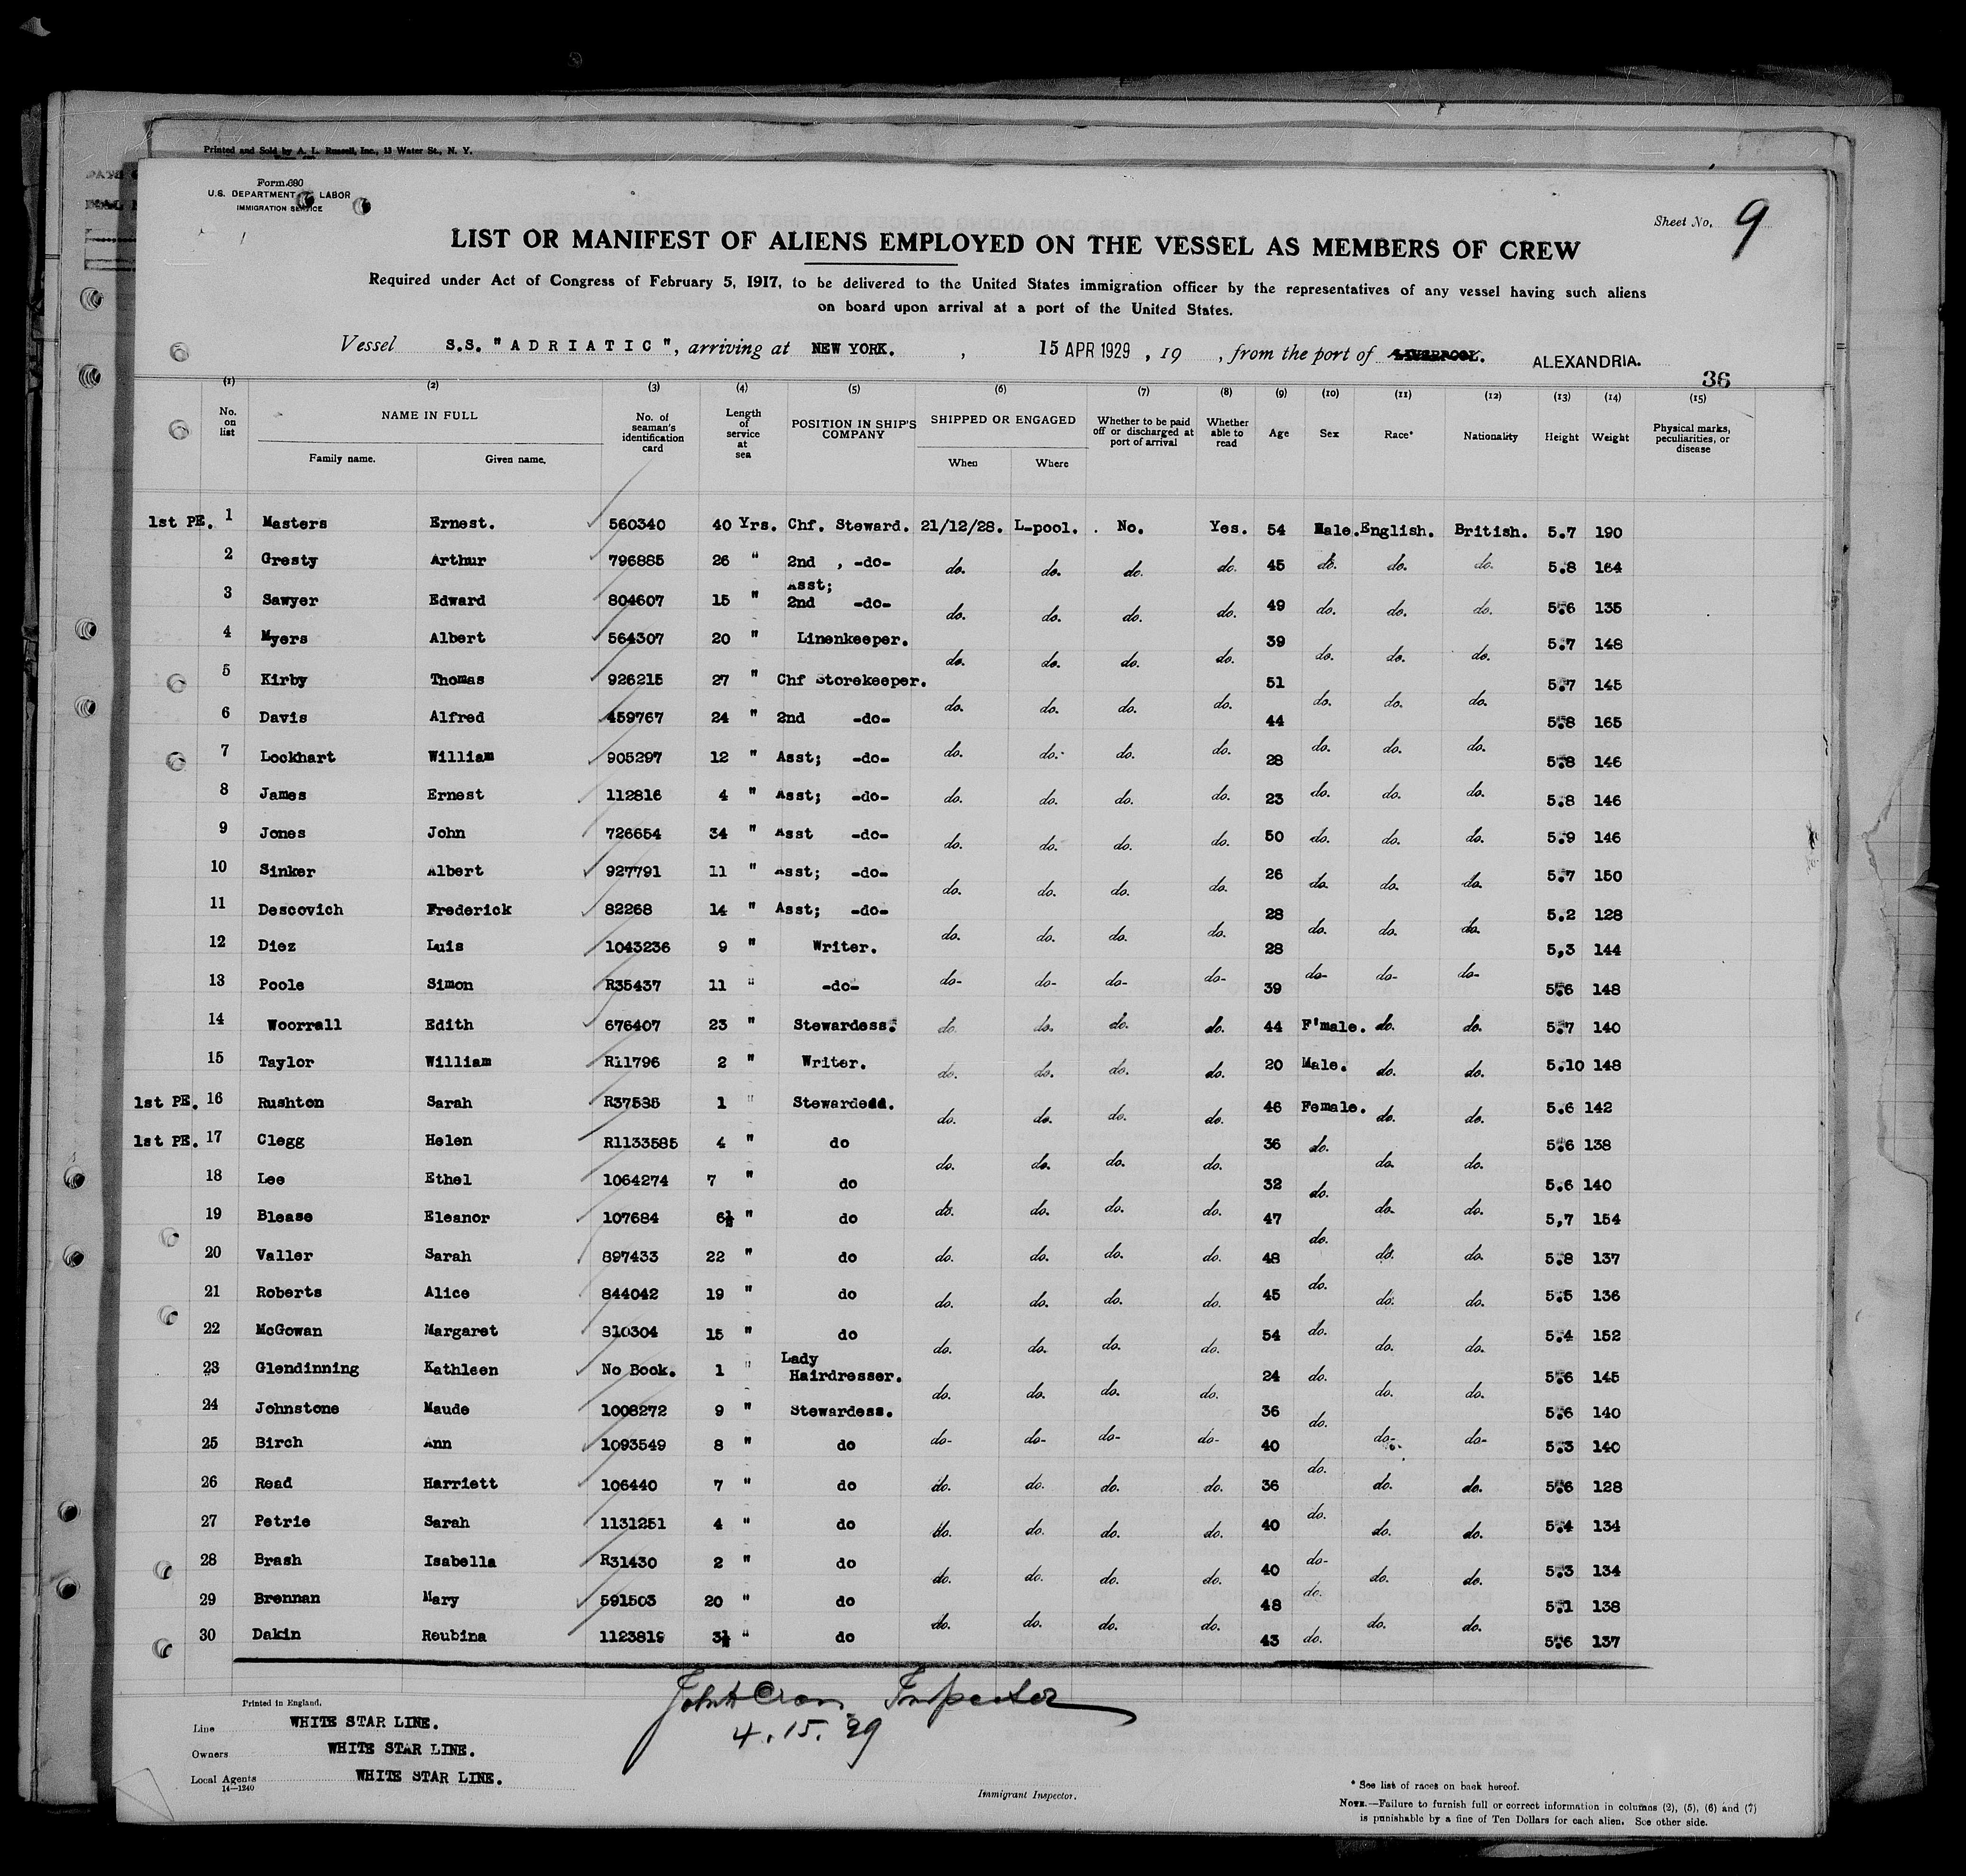 Printed and Sold by A. L. Russell, Inc., 13 Water St., N. Y.
Form 680
U.S. DEPARTMENT OF LABOR
IMMIGRATION SERVICE
Sheet No. 9
LIST OR MANIFEST OF ALIENS EMPLOYED ON THE VESSEL AS MEMBERS OF CREW
Required under Act of Congress of February 5, 1917, to be delivered to the United States immigration officer by the representatives of any vessel having such aliens
on board upon arrival at a port of the United States.
Vessel S.S. "ADRIATIC", arriving at NEW YORK. , 15 APR 1929 , 19 , from the port of LIVERPOOL. ALEXANDRIA.
36
(1) (2) (3) (4) (5) (6) (7) (8) (9) (10) (11) (12) (13) (14) (15)
No. on list NAME IN FULL Family name. Given name. No. of seaman's identification card Length of service at sea POSITION IN SHIP'S COMPANY SHIPPED OR ENGAGED When Where Whether to be paid off or discharged at port of arrival Whether able to read Age Sex Race* Nationality Height Weight Physical marks, peculiarities, or disease
1st PE. 1 Masters Ernest. 560340 40 Yrs. Chf. Steward. 21/12/28. L-pool. No. Yes. 54 Male. English. British. 5.7 190
2 Gresty Arthur 796885 26 " 2nd , -do- do. do. do. do. 45 do. do. do. 5.8 164
3 Sawyer Edward 804607 15 " Asst; 2nd -do- do. do. do. do. 49 do. do. do. 5.6 135
4 Myers Albert 564307 20 " Linenkeeper. do. do. do. do. 39 do. do. do. 5.7 148
5 Kirby Thomas 926215 27 " Chf Storekeeper. do. do. do. do. 51 do. do. do. 5.7 145
6 Davis Alfred 459767 24 " 2nd -do- do. do. do. do. 44 do. do. do. 5.8 165
7 Lockhart William 905297 12 " Asst; -do- do. do. do. do. 28 do. do. do. 5.8 146
8 James Ernest 112816 4 " Asst; -do- do. do. do. do. 23 do. do. do. 5.8 146
9 Jones John 726654 34 " Asst -do- do. do. do. do. 50 do. do. do. 5.9 146
10 Sinker Albert 927791 11 " Asst; -do- do. do. do. do. 26 do. do. do. 5.7 150
11 Descovich Frederick 82268 14 " Asst; -do- do. do. do. do. 28 do. do. do. 5.2 128
12 Diez Luis 1043236 9 " Writer. do- do- do- do- 28 do- do- do- 5,3 144
13 Poole Simon R35437 11 " -do- 39 5.6 148
14 Woorrall Edith 676407 23 " Stewardess. do. do. do. do. 44 F'male. do. do. 5.7 140
15 Taylor William R11796 2 " Writer. do. do. do. do. 20 Male. do. do. 5.10 148
1st PE. 16 Rushton Sarah R37585 1 " Stewardess. do. do. do. do. 46 Female. do. do. 5.6 142
1st PE. 17 Clegg Helen R1133585 4 " do do. do. do. do. 36 do. do. do. 5.6 138
18 Lee Ethel 1064274 7 " do do. do. do. do. 32 do. do. do. 5.6 140
19 Blease Eleanor 107684 6½ " do do. do. do. do. 47 do. do. do. 5,7 154
20 Valler Sarah 897433 22 " do do. do. do. do. 48 do. do. do. 5.8 137
21 Roberts Alice 844042 19 " do do. do. do. do. 45 do. do. do. 5.5 136
22 McGowan Margaret 810304 15 " do do. do. do. do. 54 do. do. do. 5.4 152
23 Glendinning Kathleen No Book. 1 " Lady Hairdresser. do. do. do. do. 24 do. do. do. 5.6 145
24 Johnstone Maude 1008272 9 " Stewardess. do- do- do- do- 36 do. do- do- 5.6 140
25 Birch Ann 1093549 8 " do 40 do. 5.3 140
26 Read Harriett 106440 7 " do do. do. do. do. 36 do. do. do. 5.6 128
27 Petrie Sarah 1131251 4 " do do. do. do. do. 40 do. do. do. 5.4 134
28 Brash Isabella R31430 2 " do do. do. do. do. 40 do- do. do. 5.3 134
29 Brennan Mary 591503 20 " do do. do. do. do. 48 do. do. do. 5.1 138
30 Dakin Reubina 1123819 3½ " do 43 do. 5.6 137
Inspector
4.15.29
Printed in England.
Line WHITE STAR LINE.
Owners WHITE STAR LINE.
Local Agents WHITE STAR LINE.
14—1240
Immigrant Inspector.
* See list of races on back hereof.
NOTE.—Failure to furnish full or correct information in columns (2), (5), (6) and (7)
is punishable by a fine of Ten Dollars for each alien. See other side.